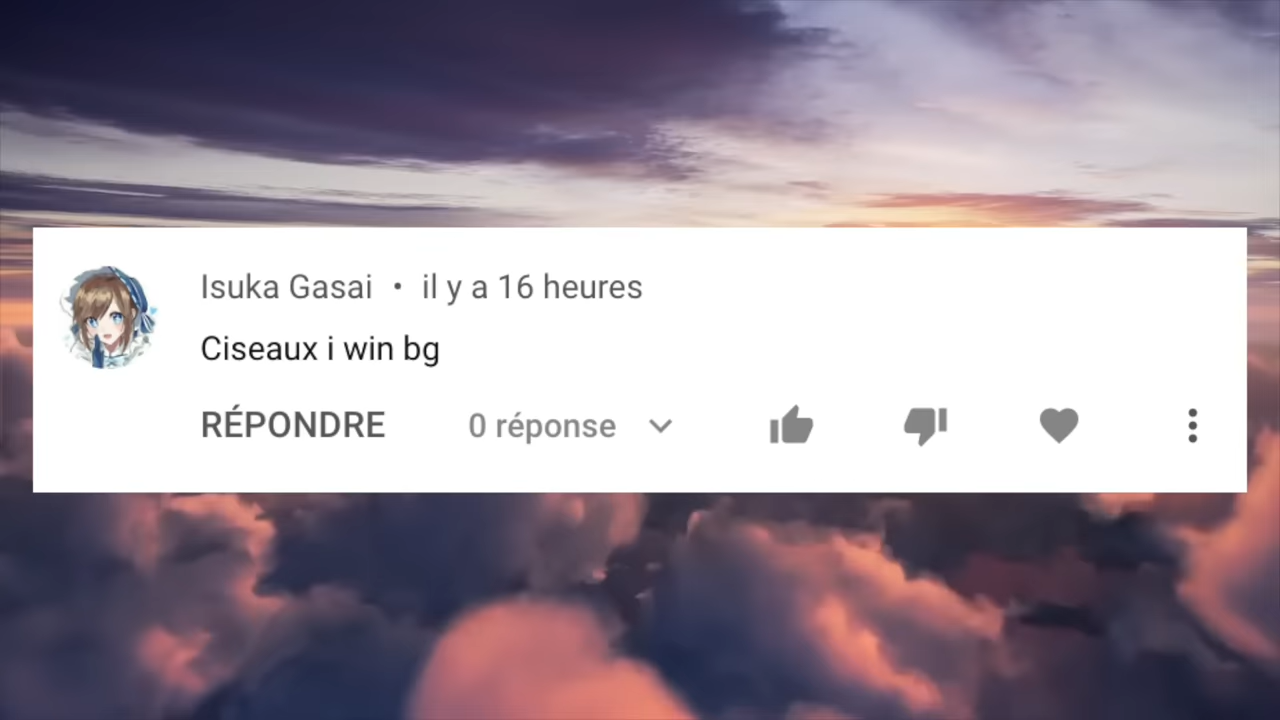 Isuka Gasai • il y a 16 heures
Ciseaux i win bg
RÉPONDRE 0 réponse